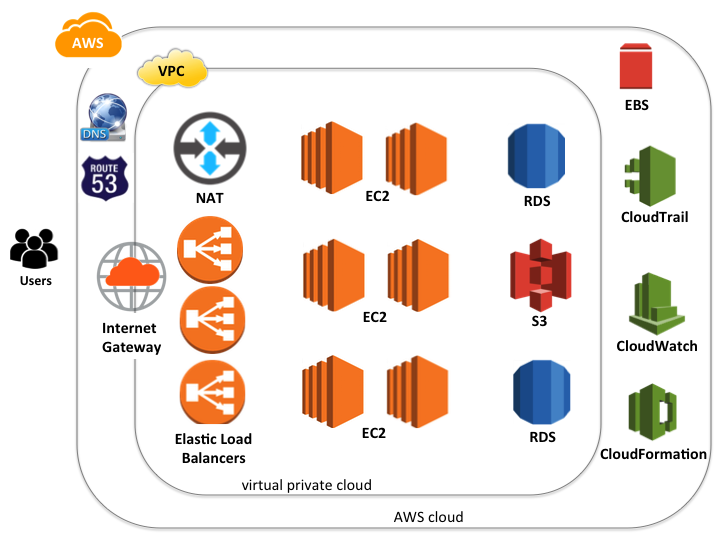 AWS
VPC
EBS
DNS
ROUTE
53
NAT
EC2
RDS
CloudTrail
Users
Internet
Gateway
EC2
S3
CloudWatch
Elastic Load
Balancers
EC2
RDS
CloudFormation
virtual private cloud
AWS cloud